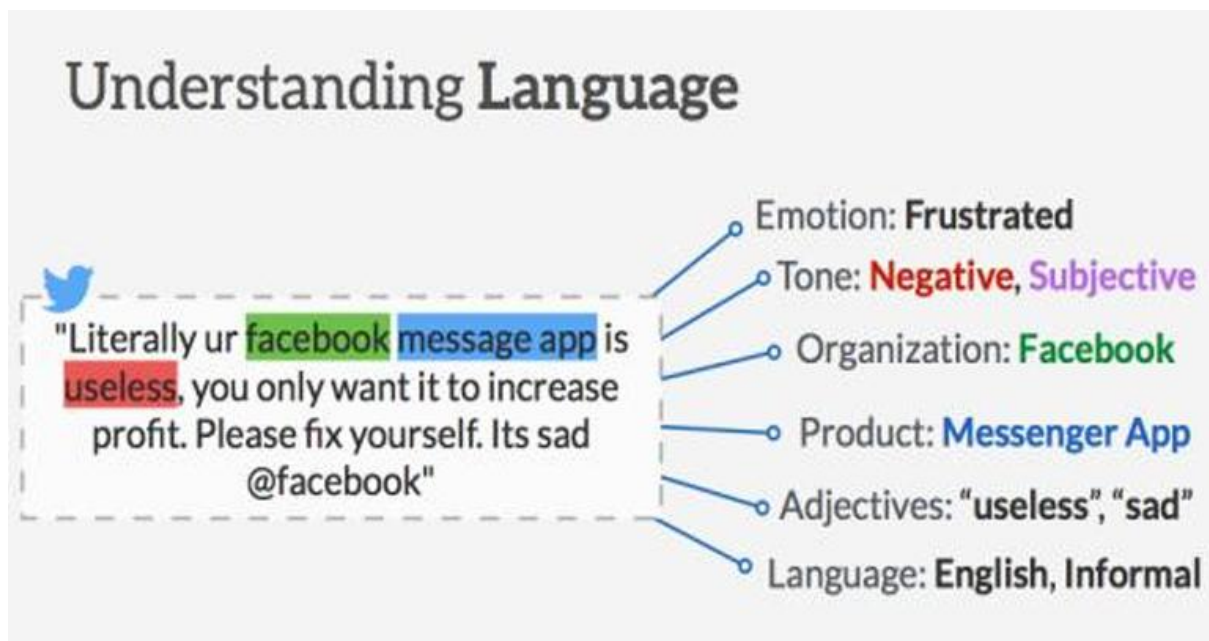 Understanding Language
"Literally ur facebook message app is
useless, you only want it to increase
profit. Please fix yourself. Its sad
@facebook"
Emotion: Frustrated
Tone: Negative, Subjective
Organization: Facebook
Product: Messenger App
Adjectives: “useless”, “sad”
Language: English, Informal